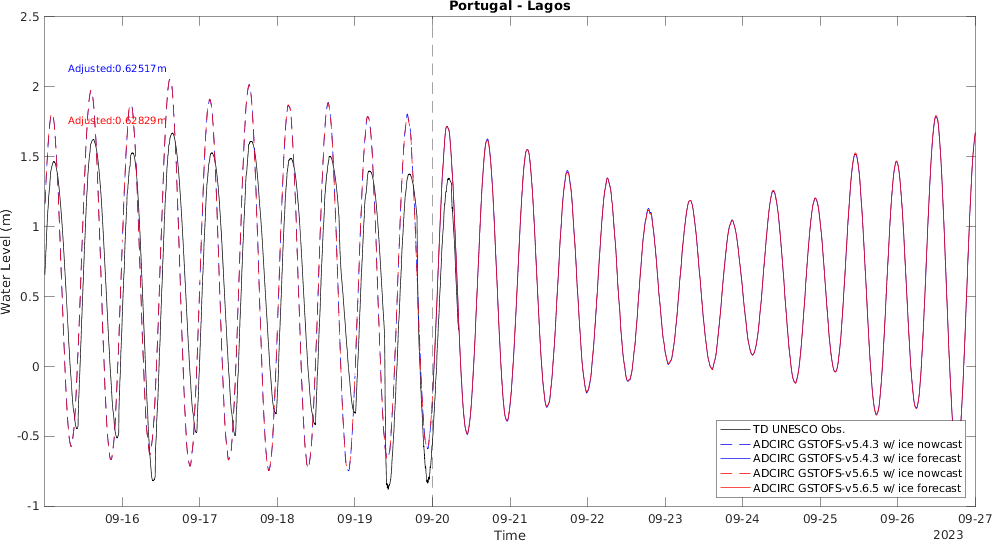 Portugal - Lagos
2.5
2
1.5
1
0.5
0
-0.5
-1
Water Level (m)
Adjusted:0.62517m
Adjusted:0.62829m
TD UNESCO Obs.
ADCIRC GSTOFS-v5.4.3 w/ ice nowcast
ADCIRC GSTOFS-v5.4.3 w/ ice forecast
ADCIRC GSTOFS-v5.6.5 w/ ice nowcast
ADCIRC GSTOFS-v5.6.5 w/ ice forecast
09-16 09-17 09-18 09-19 09-20 09-21 09-22 09-23 09-24 09-25 09-26 09-27
Time
2023